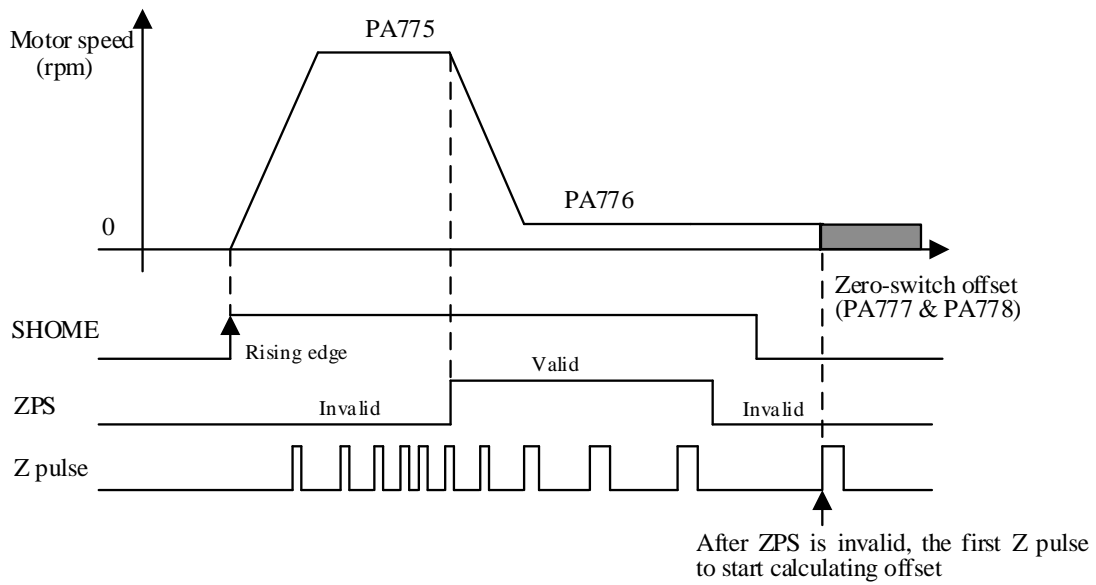 PA775
Motor speed
(rpm)
PA776
0
Zero-switch offset
(PA777 & PA778)
SHOME
Rising edge
Valid
ZPS
Invalid
Invalid
Z pulse
After ZPS is invalid, the first Z pulse
to start calculating offset